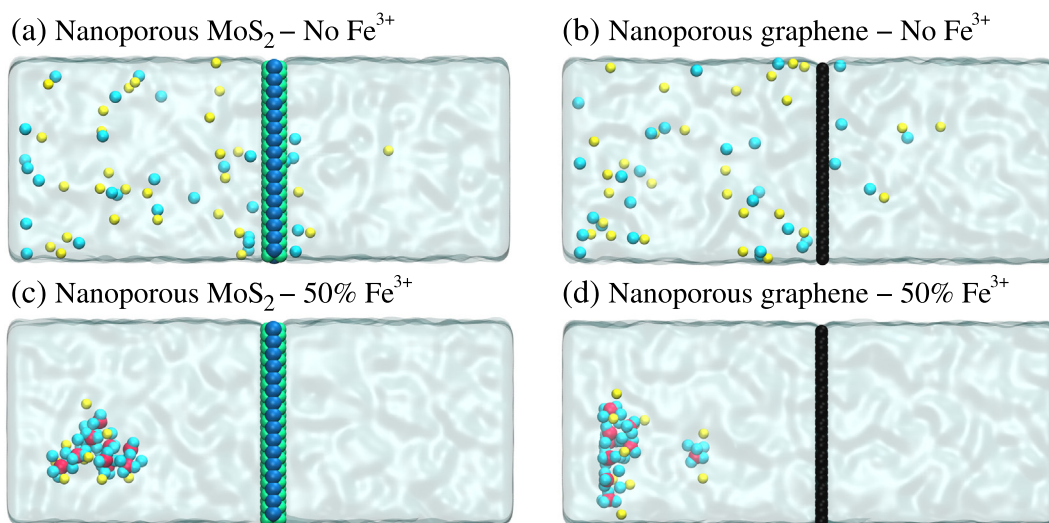 (a) Nanoporous MoS₂ – No Fe³⁺
(b) Nanoporous graphene – No Fe³⁺
(c) Nanoporous MoS₂ – 50% Fe³⁺
(d) Nanoporous graphene – 50% Fe³⁺